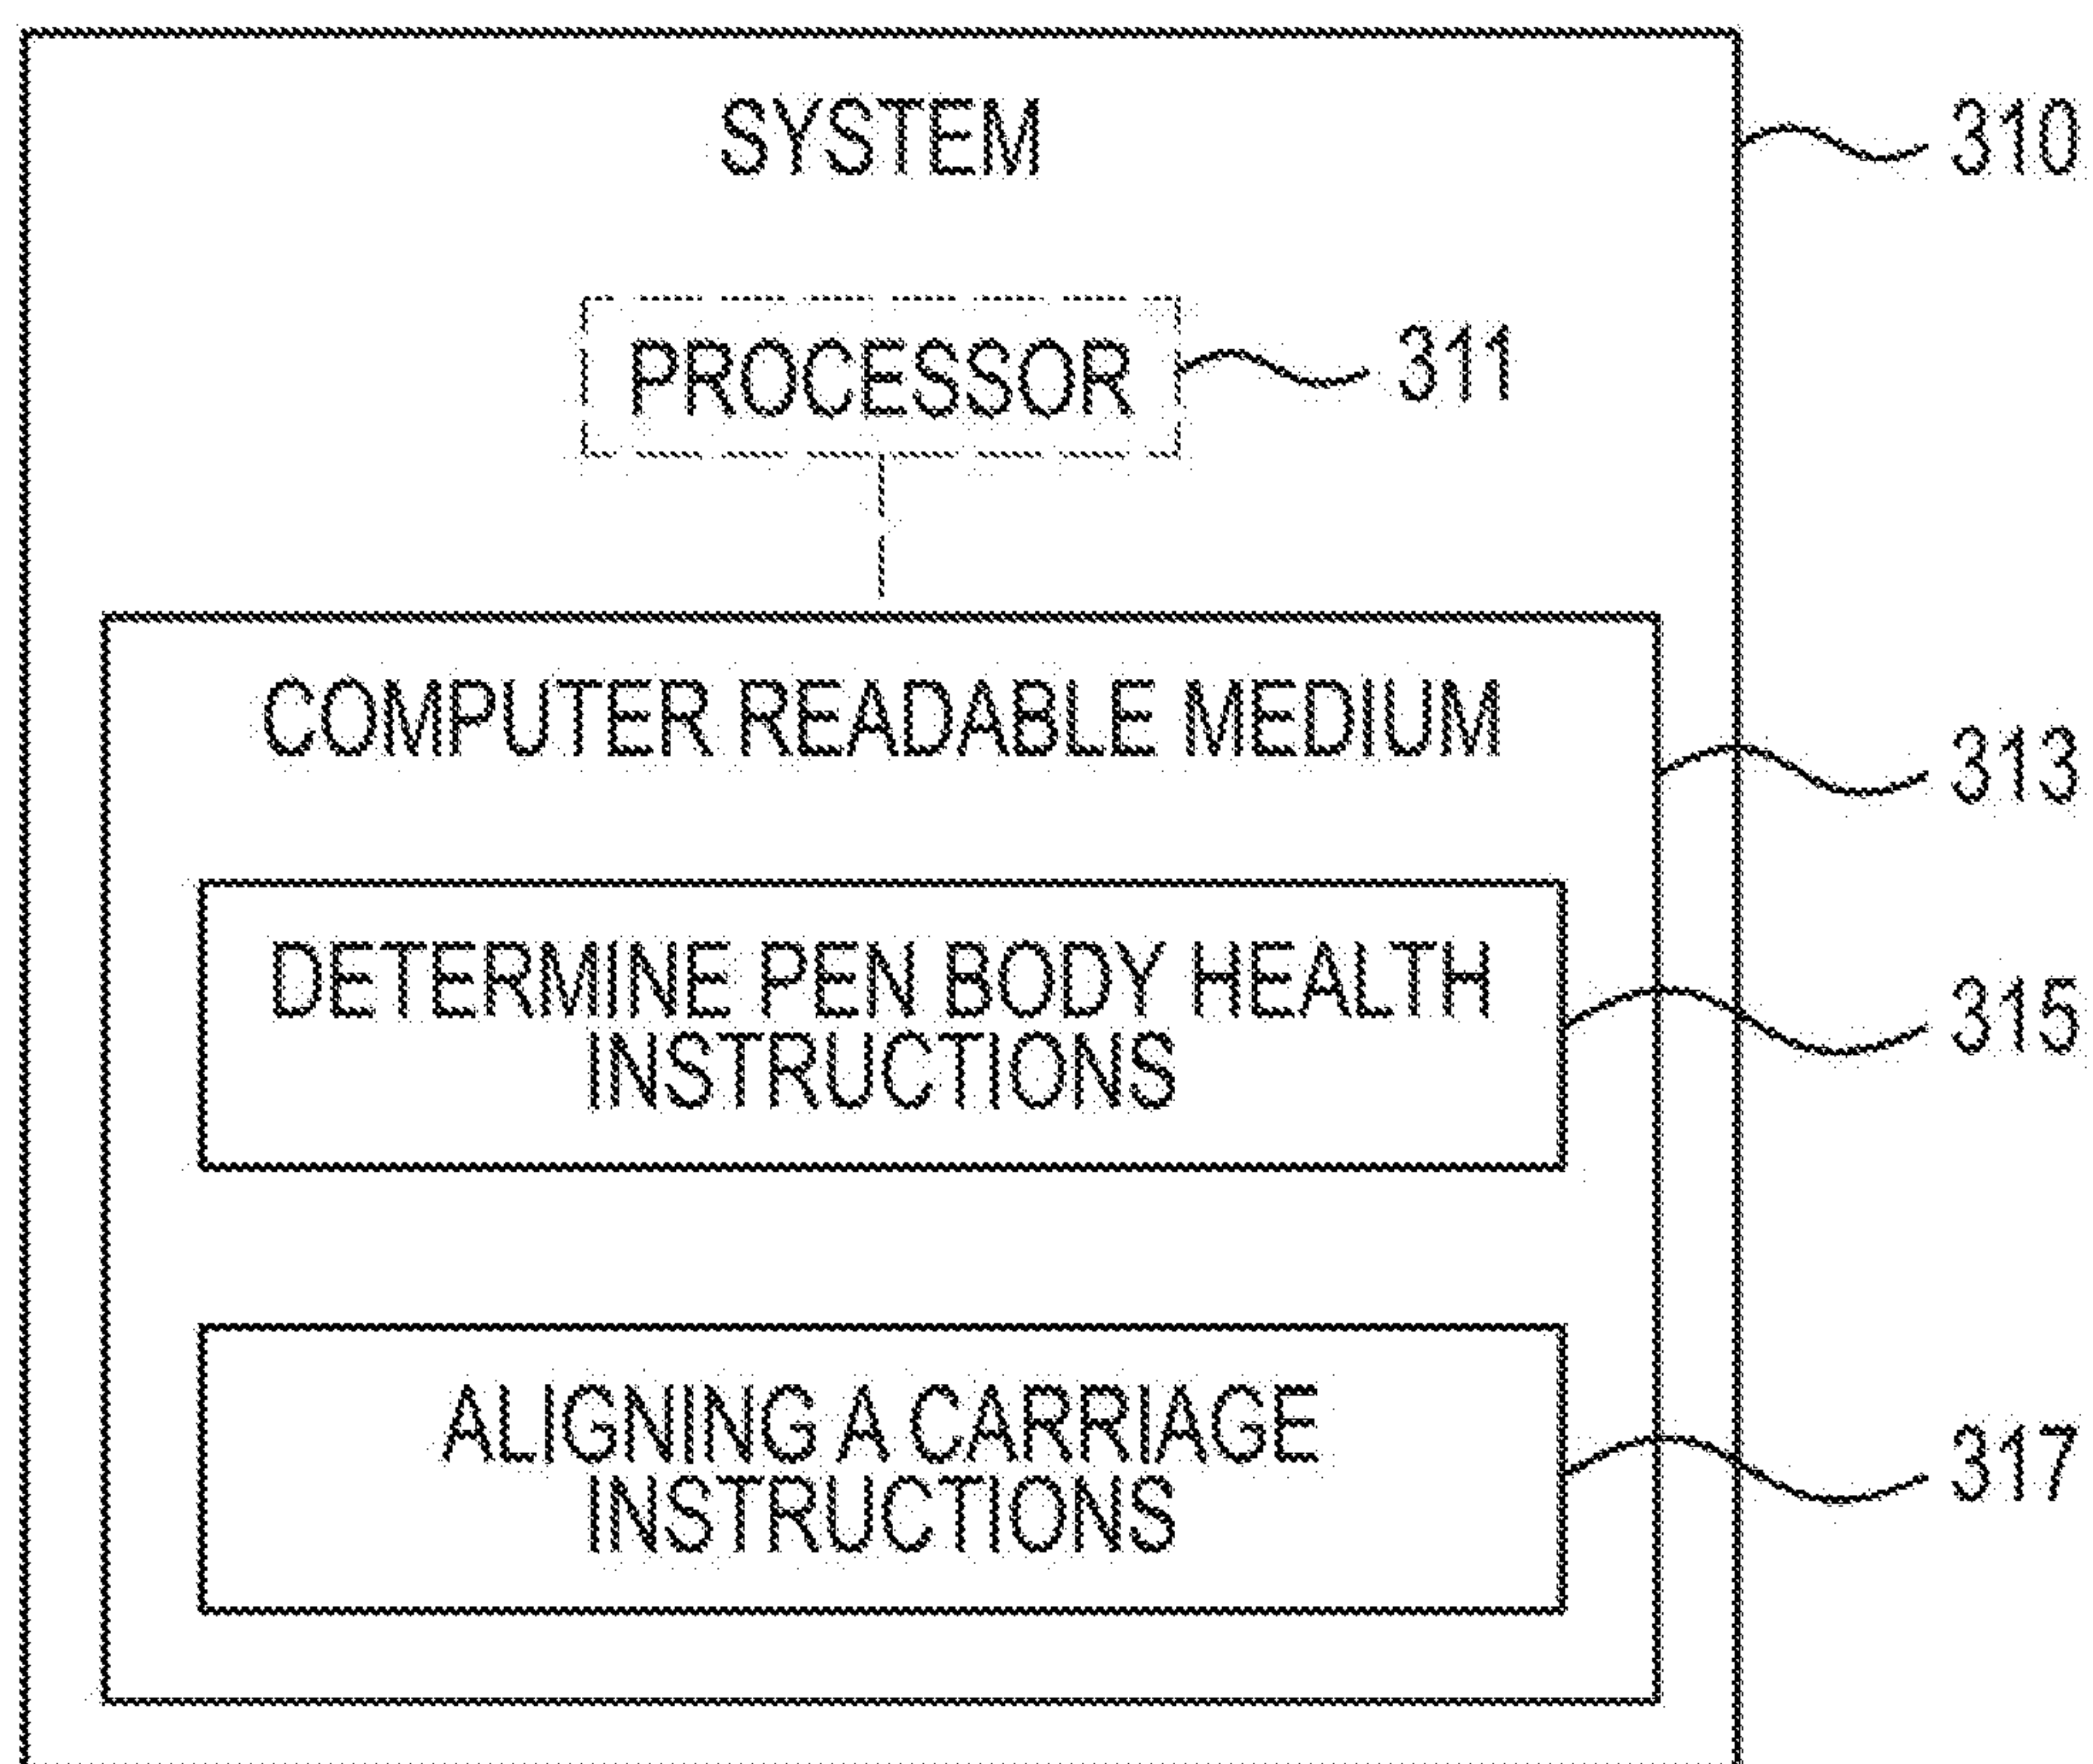 SYSTEM
310
PROCESSOR
311
COMPUTER READABLE MEDIUM
313
DETERMINE PEN BODY HEALTH
INSTRUCTIONS
315
ALIGNING A CARRIAGE
INSTRUCTIONS
317